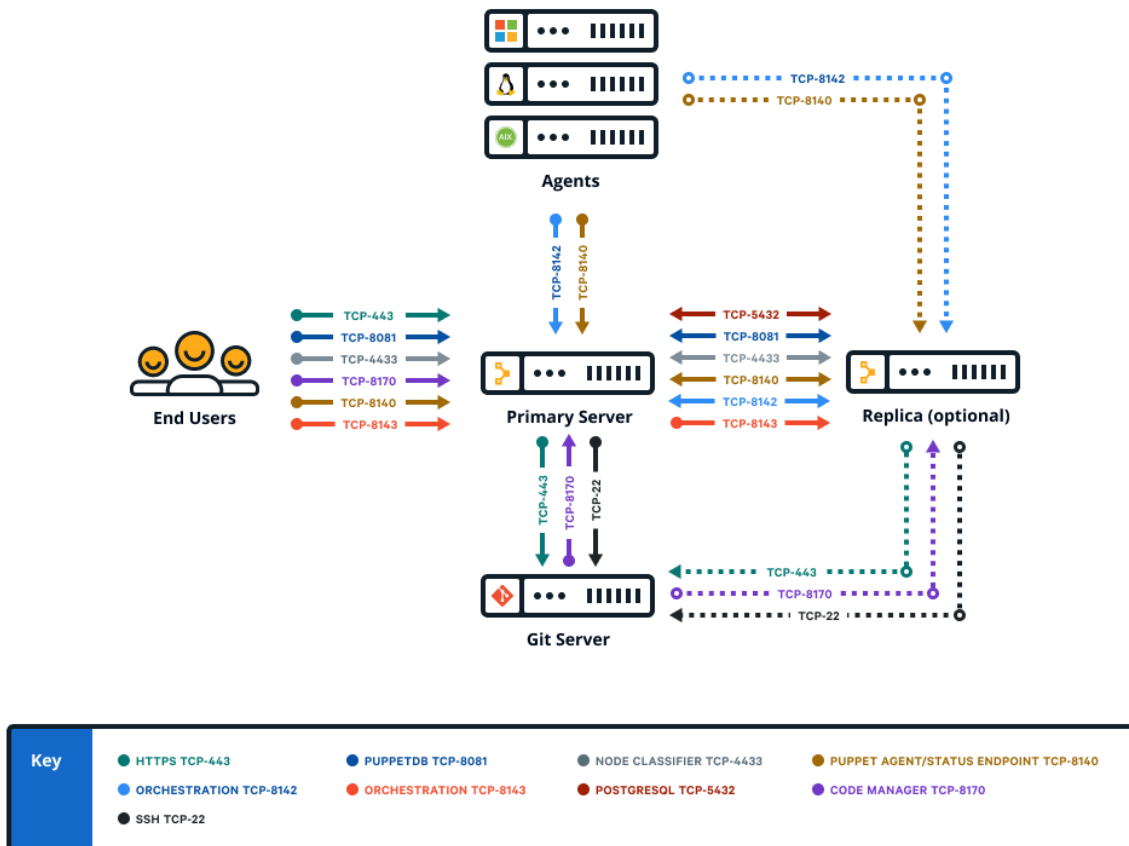 TCP-8142
TCP-8140
AIX
Agents
TCP-8142
TCP-8140
TCP-443
TCP-8081
TCP-4433
TCP-8170
TCP-8140
TCP-8143
TCP-5432
TCP-8081
TCP-4433
TCP-8140
TCP-8142
TCP-8143
End Users
Primary Server
Replica (optional)
TCP-443
TCP-8170
TCP-22
TCP-443
TCP-8170
TCP-22
Git Server
Key
HTTPS TCP-443
PUPPETDB TCP-8081
NODE CLASSIFIER TCP-4433
PUPPET AGENT/STATUS ENDPOINT TCP-8140
ORCHESTRATION TCP-8142
ORCHESTRATION TCP-8143
POSTGRESQL TCP-5432
CODE MANAGER TCP-8170
SSH TCP-22